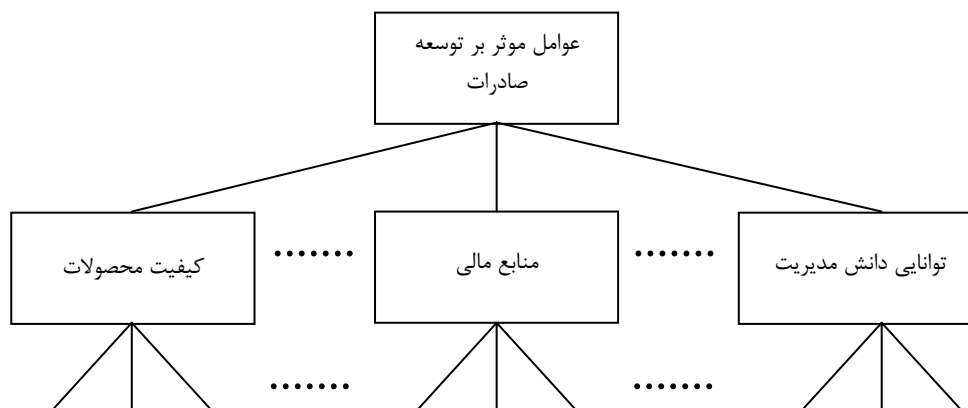 عوامل موثر بر توسعه
صادرات
توانایی دانش مدیریت
منابع مالی
کیفیت محصولات